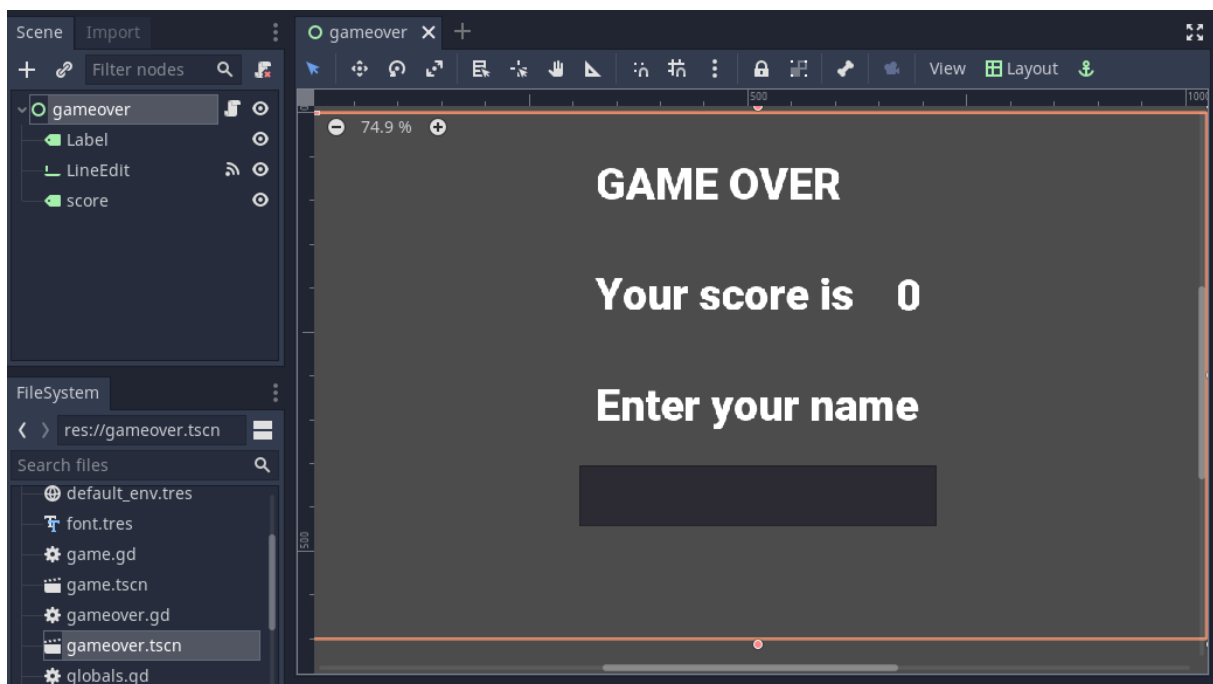 Scene Import
gameover
Filter nodes
View Layout
gameover
Label
LineEdit
score
500
1000
74.9 %
GAME OVER
Your score is 0
Enter your name
500
FileSystem
res://gameover.tscn
Search files
default_env.tres
font.tres
game.gd
game.tscn
gameover.gd
gameover.tscn
globals.gd